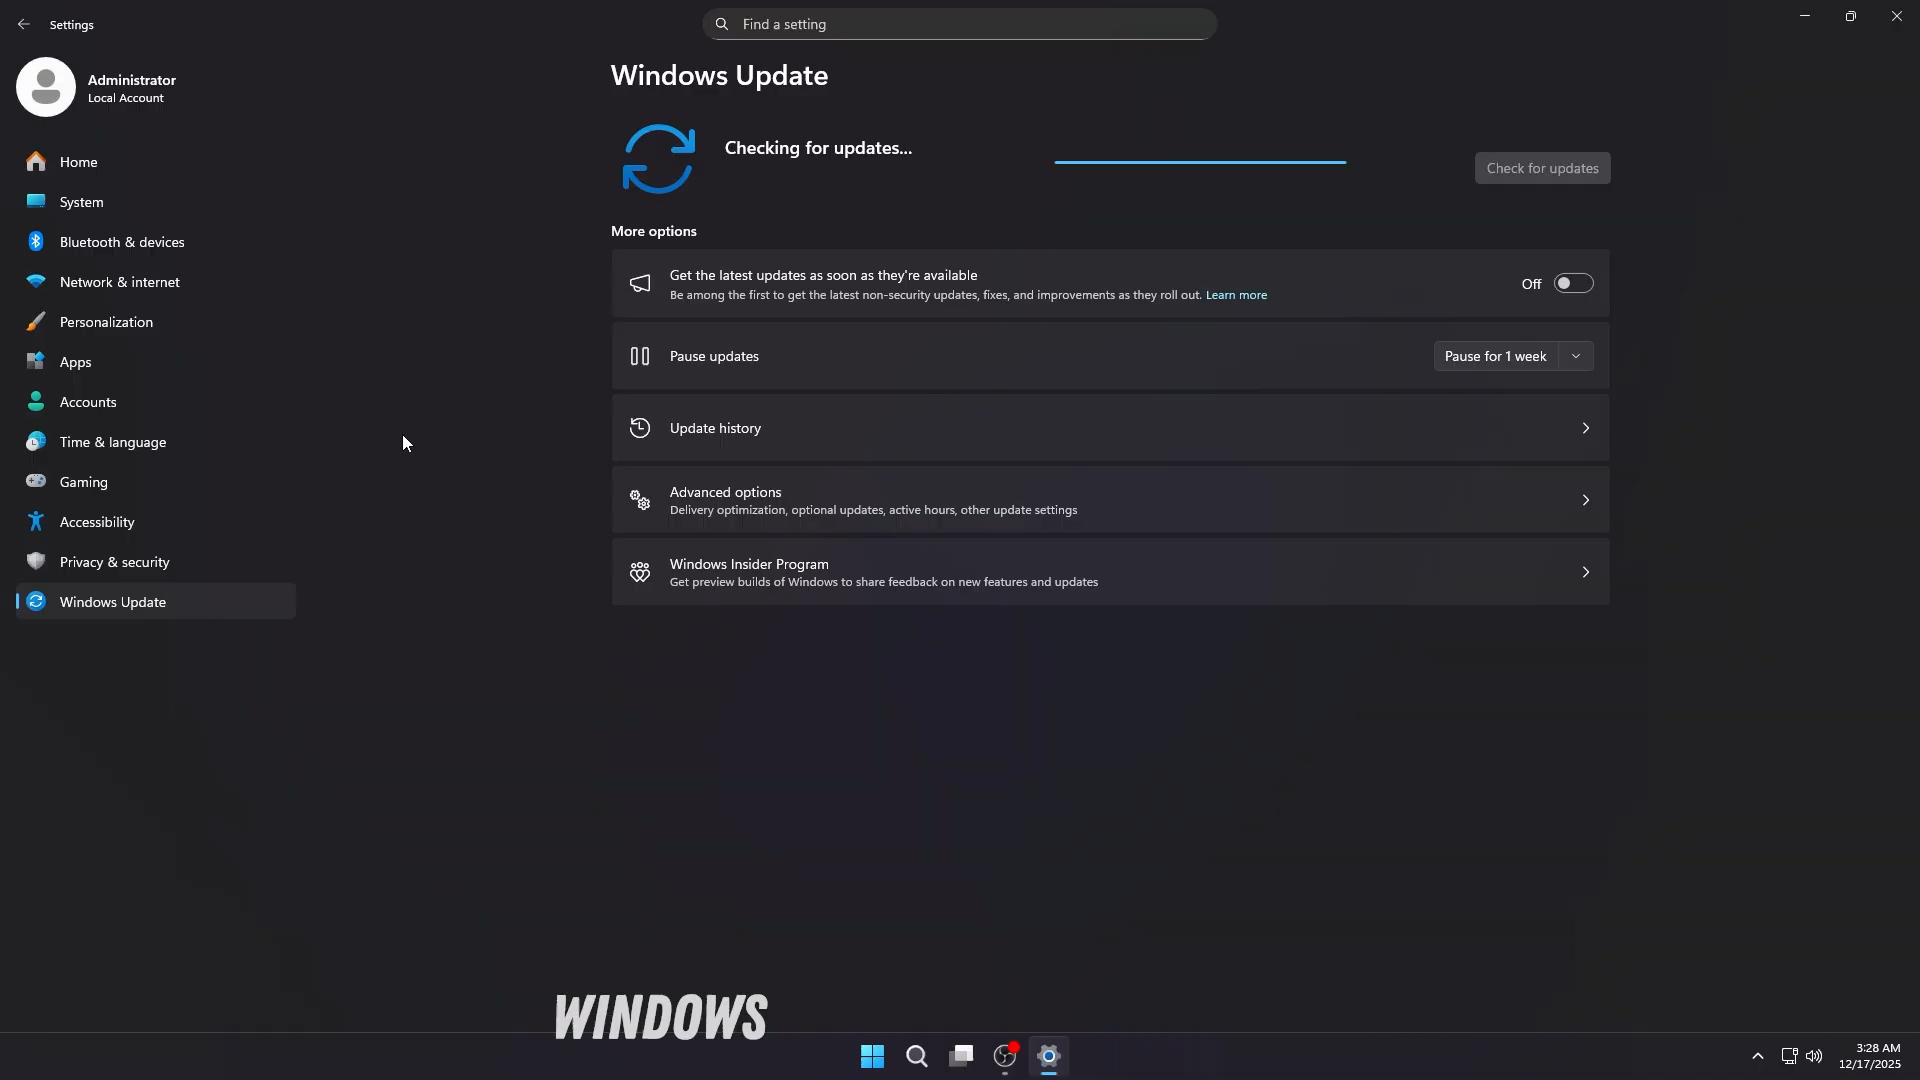 Settings
Find a setting
Administrator
Local Account
Home
System
Bluetooth & devices
Network & internet
Personalization
Apps
Accounts
Time & language
Gaming
Accessibility
Privacy & security
Windows Update
Windows Update
Checking for updates...
Check for updates
More options
Get the latest updates as soon as they're available
Be among the first to get the latest non-security updates, fixes, and improvements as they roll out. Learn more
Off
Pause updates
Pause for 1 week
Update history
Advanced options
Delivery optimization, optional updates, active hours, other update settings
Windows Insider Program
Get preview builds of Windows to share feedback on new features and updates
WINDOWS
3:28 AM
12/17/2025